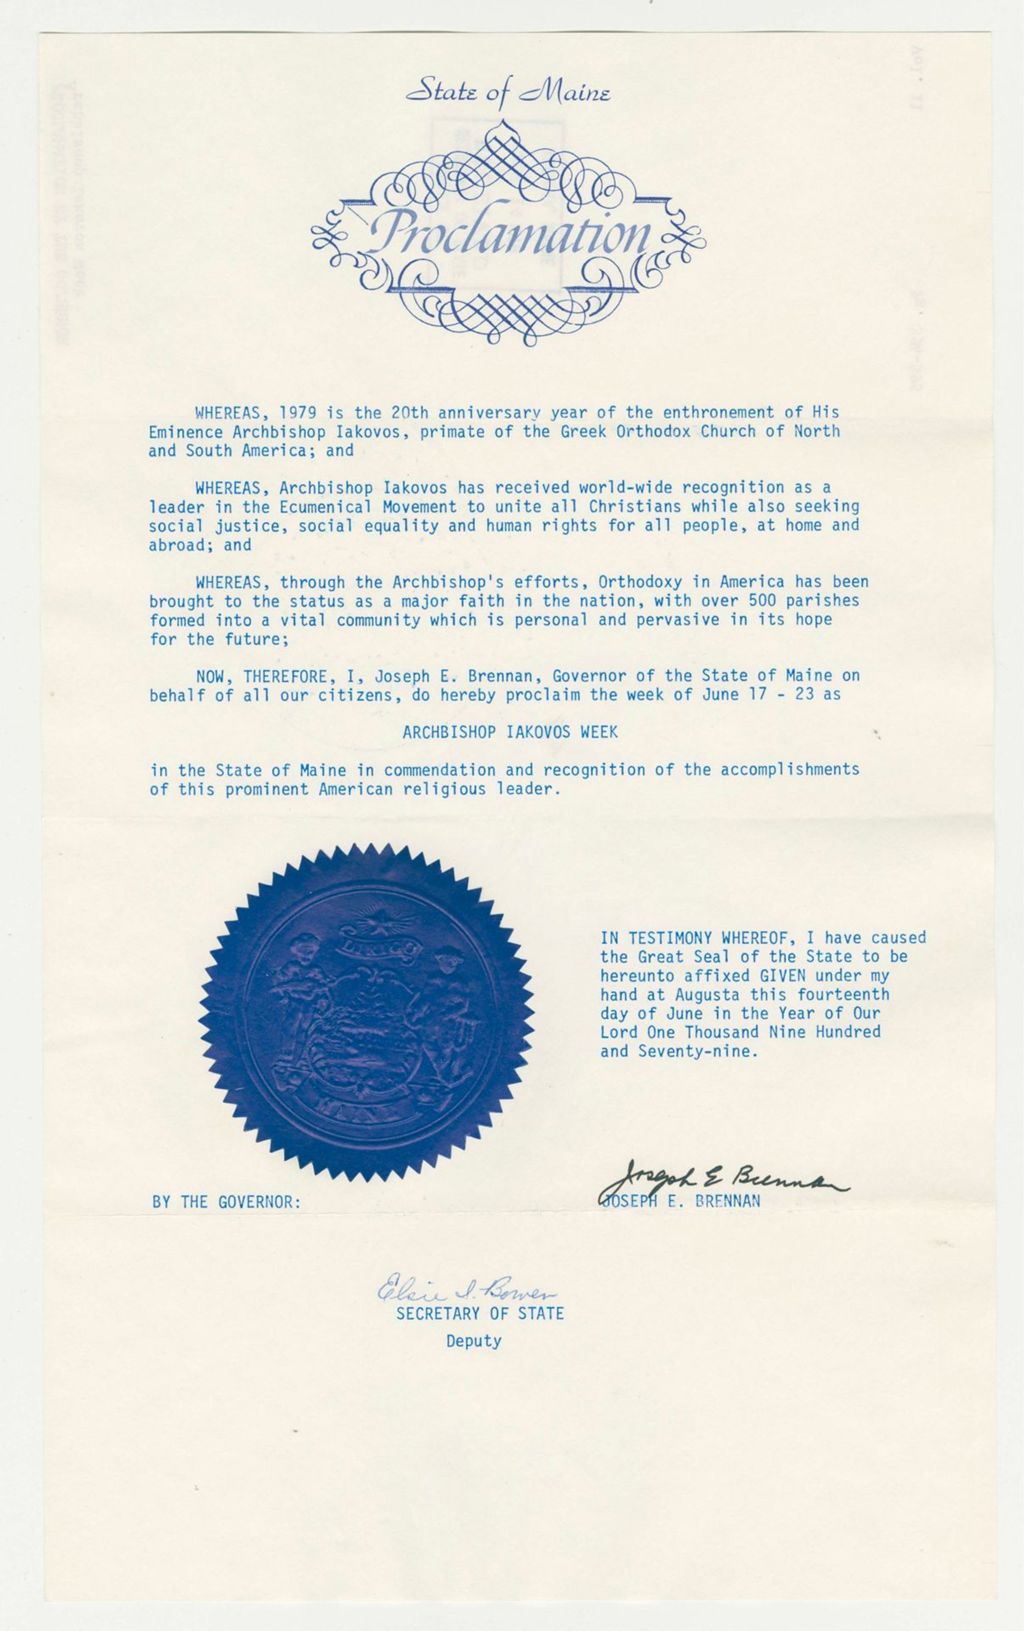 State of Maine
Proclamation
WHEREAS, 1979 is the 20th anniversary year of the enthronement of His
Eminence Archbishop Iakovos, primate of the Greek Orthodox Church of North
and South America; and
WHEREAS, Archbishop Iakovos has received world-wide recognition as a
leader in the Ecumenical Movement to unite all Christians while also seeking
social justice, social equality and human rights for all people, at home and
abroad; and
WHEREAS, through the Archbishop's efforts, Orthodoxy in America has been
brought to the status as a major faith in the nation, with over 500 parishes
formed into a vital community which is personal and pervasive in its hope
for the future;
NOW, THEREFORE, I, Joseph E. Brennan, Governor of the State of Maine on
behalf of all our citizens, do hereby proclaim the week of June 17 - 23 as
ARCHBISHOP IAKOVOS WEEK
in the State of Maine in commendation and recognition of the accomplishments
of this prominent American religious leader.
DIRIGO
IN TESTIMONY WHEREOF, I have caused
the Great Seal of the State to be
hereunto affixed GIVEN under my
hand at Augusta this fourteenth
day of June in the Year of Our
Lord One Thousand Nine Hundred
and Seventy-nine.
Joseph E Brennan
JOSEPH E. BRENNAN
BY THE GOVERNOR:
Elsie I. Bowen
SECRETARY OF STATE
Deputy